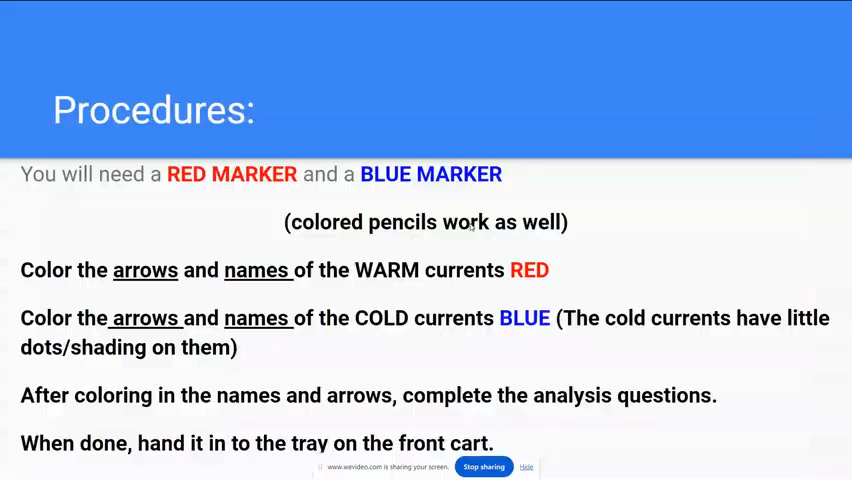 Procedures:
You will need a RED MARKER and a BLUE MARKER
(colored pencils work as well)
Color the arrows and names of the WARM currents RED
Color the arrows and names of the COLD currents BLUE (The cold currents have little
dots/shading on them)
After coloring in the names and arrows, complete the analysis questions.
When done, hand it in to the tray on the front cart.
www.wevideo.com is sharing your screen. Stop sharing Hide